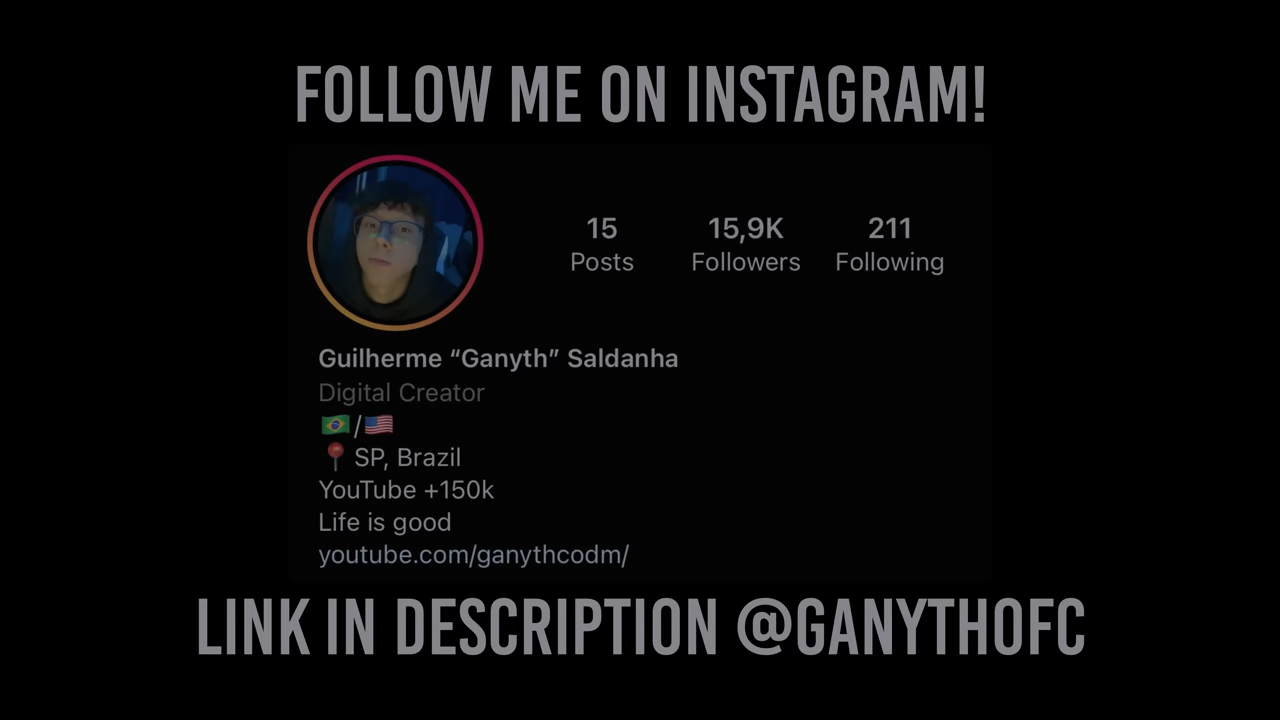 FOLLOW ME ON INSTAGRAM!
15 15,9K 211
Posts Followers Following
Guilherme “Ganyth” Saldanha
Digital Creator
🇧🇷/🇺🇸
📍 SP, Brazil
YouTube +150k
Life is good
youtube.com/ganythcodm/
LINK IN DESCRIPTION @GANYTHOFC